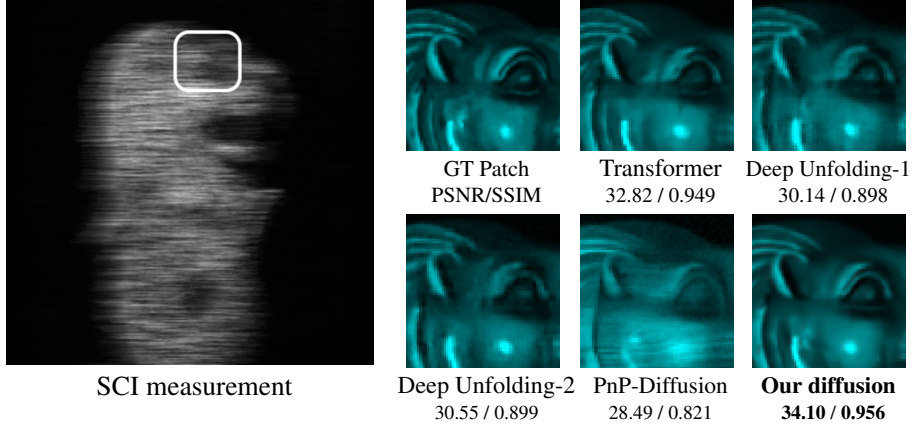 SCI measurement
GT Patch
PSNR/SSIM
Transformer
32.82 / 0.949
Deep Unfolding-1
30.14 / 0.898
Deep Unfolding-2
30.55 / 0.899
PnP-Diffusion
28.49 / 0.821
Our diffusion
34.10 / 0.956